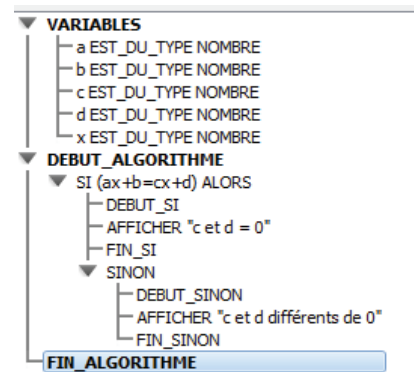 VARIABLES
a EST_DU_TYPE NOMBRE
b EST_DU_TYPE NOMBRE
c EST_DU_TYPE NOMBRE
d EST_DU_TYPE NOMBRE
x EST_DU_TYPE NOMBRE
DEBUT_ALGORITHME
SI (ax+b=cx+d) ALORS
DEBUT_SI
AFFICHER "c et d = 0"
FIN_SI
SINON
DEBUT_SINON
AFFICHER "c et d différents de 0"
FIN_SINON
FIN_ALGORITHME